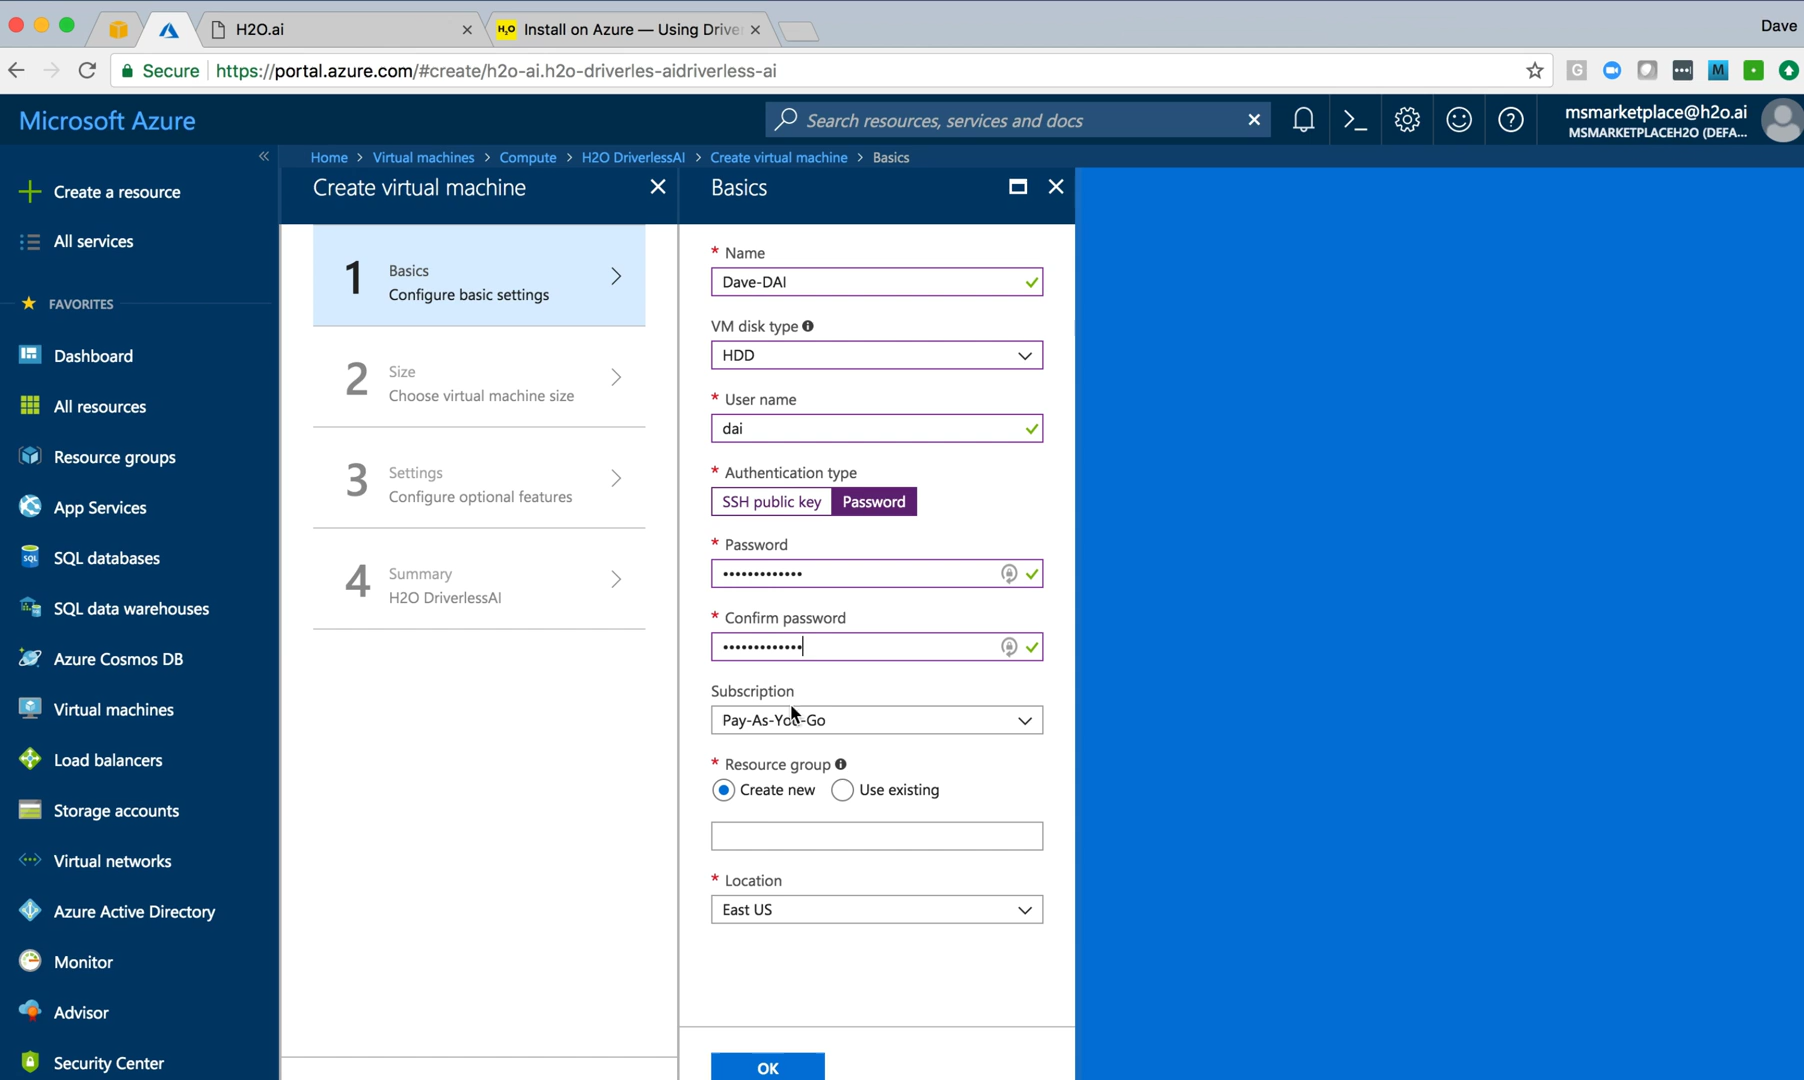 H2O.ai
H2O
Install on Azure — Using Drive
Dave
Secure
https://portal.azure.com/#create/h2o-ai.h2o-driverles-aidriverless-ai
G
M
Microsoft Azure
Search resources, services and docs
msmarketplace@h2o.ai
MSMARKETPLACEH2O (DEFA...
Home > Virtual machines > Compute > H2O DriverlessAI > Create virtual machine > Basics
Create a resource
All services
FAVORITES
Dashboard
All resources
Resource groups
App Services
SQL
SQL databases
SQL data warehouses
Azure Cosmos DB
Virtual machines
Load balancers
Storage accounts
Virtual networks
Azure Active Directory
Monitor
Advisor
Security Center
Create virtual machine
1
Basics
Configure basic settings
2
Size
Choose virtual machine size
3
Settings
Configure optional features
4
Summary
H2O DriverlessAI
Basics
* Name
Dave-DAI
VM disk type
HDD
* User name
dai
* Authentication type
SSH public key Password
* Password
•••••••••••••
* Confirm password
•••••••••••••
Subscription
Pay-As-You-Go
* Resource group
Create new Use existing
* Location
East US
OK